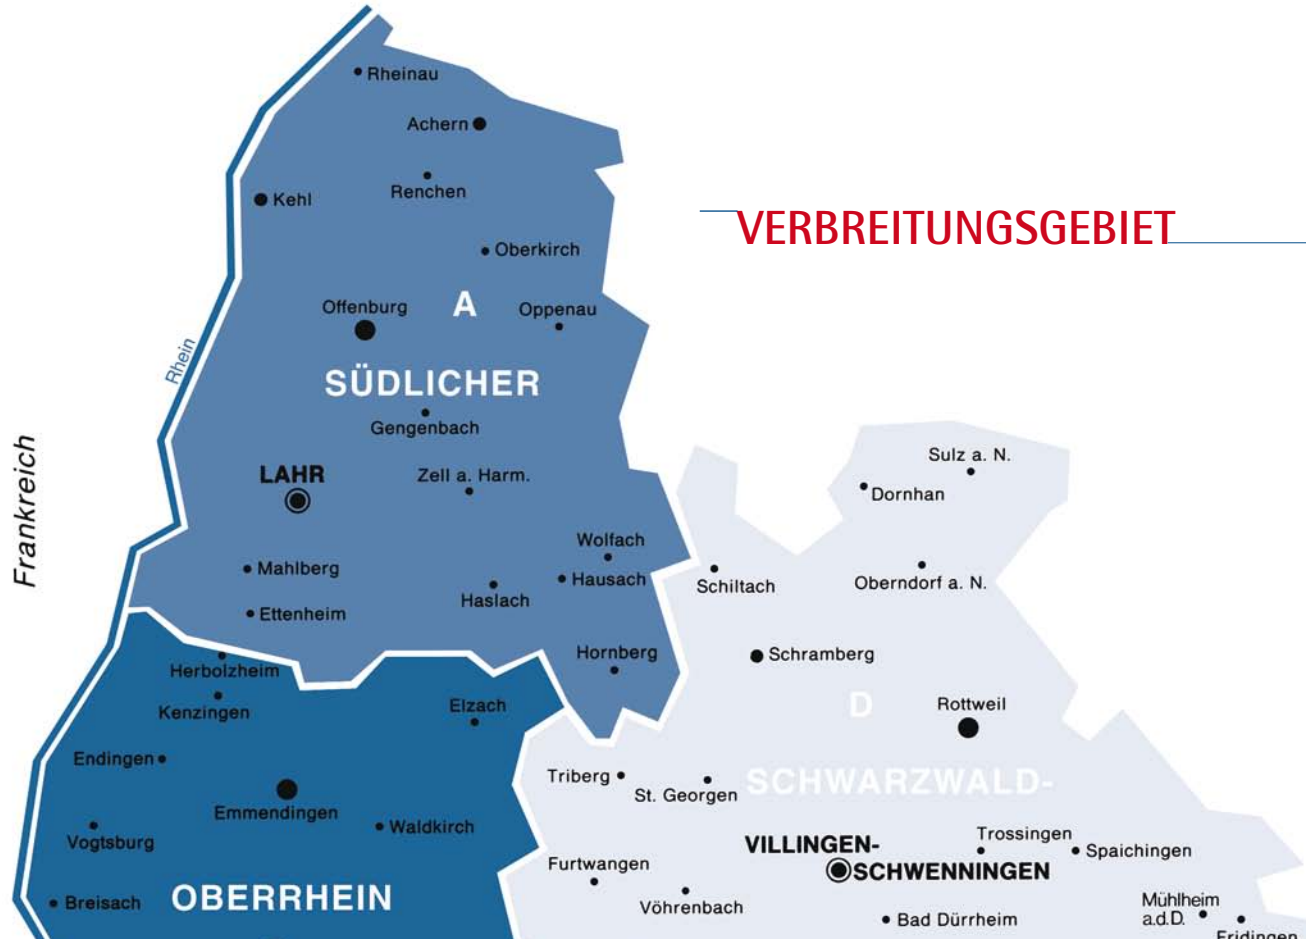 Rheinau
Achern
Renchen
Kehl
VERBREITUNGSGEBIET
Oberkirch
A
Offenburg
Oppenau
Rhein
SÜDLICHER
Gengenbach
Frankreich
LAHR
Zell a. Harm.
Sulz a. N.
Dornhan
Wolfach
Mahlberg
Hausach
Haslach
Schiltach
Oberndorf a. N.
Ettenheim
Hornberg
Schramberg
Herbolzheim
Kenzingen
Elzach
D
Rottweil
Endingen
Triberg
St. Georgen
SCHWARZWALD-
Emmendingen
Waldkirch
Vogtsburg
VILLINGEN-
SCHWENNINGEN
Trossingen
Spaichingen
Furtwangen
OBERRHEIN
Breisach
Vöhrenbach
Bad Dürrheim
Mühlheim
a.d.D.
Fridingen